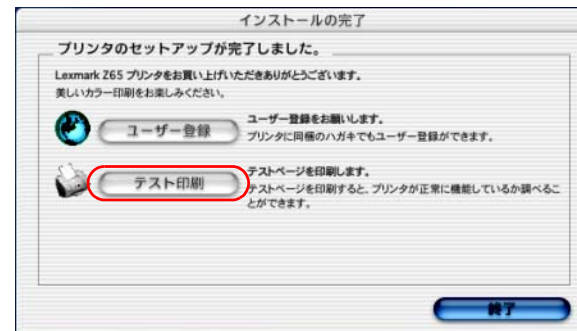 インストールの完了
プリンタのセットアップが完了しました。
Lexmark Z65 プリンタをお買い上げいただきありがとうございます。
美しいカラー印刷をお楽しみください。
ユーザー登録
ユーザー登録をお願いします。
プリンタに同梱のハガキでもユーザー登録ができます。
テスト印刷
テストページを印刷します。
テストページを印刷すると、プリンタが正常に機能しているか調べるこ
とができます。
終了